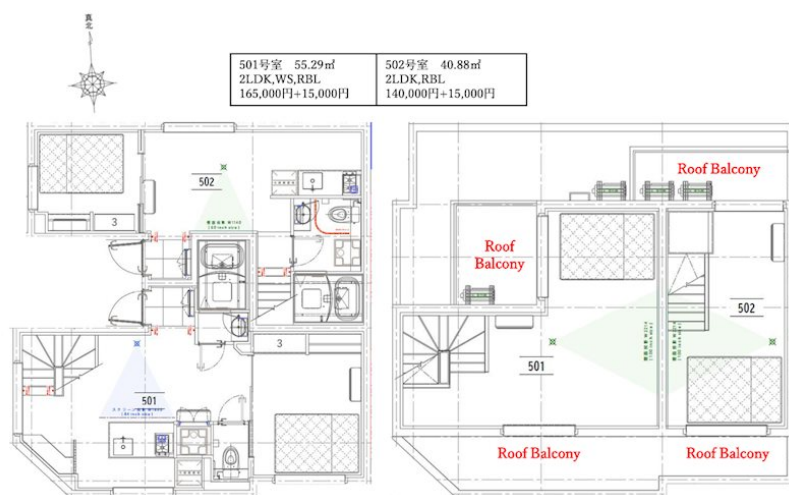 真北
501号室 55.29㎡
2LDK,WS,RBL
165,000円+15,000円
502号室 40.88㎡
2LDK,RBL
140,000円+15,000円
502
3
501
3
Roof Balcony
Roof
Balcony
502
501
Roof Balcony
Roof Balcony